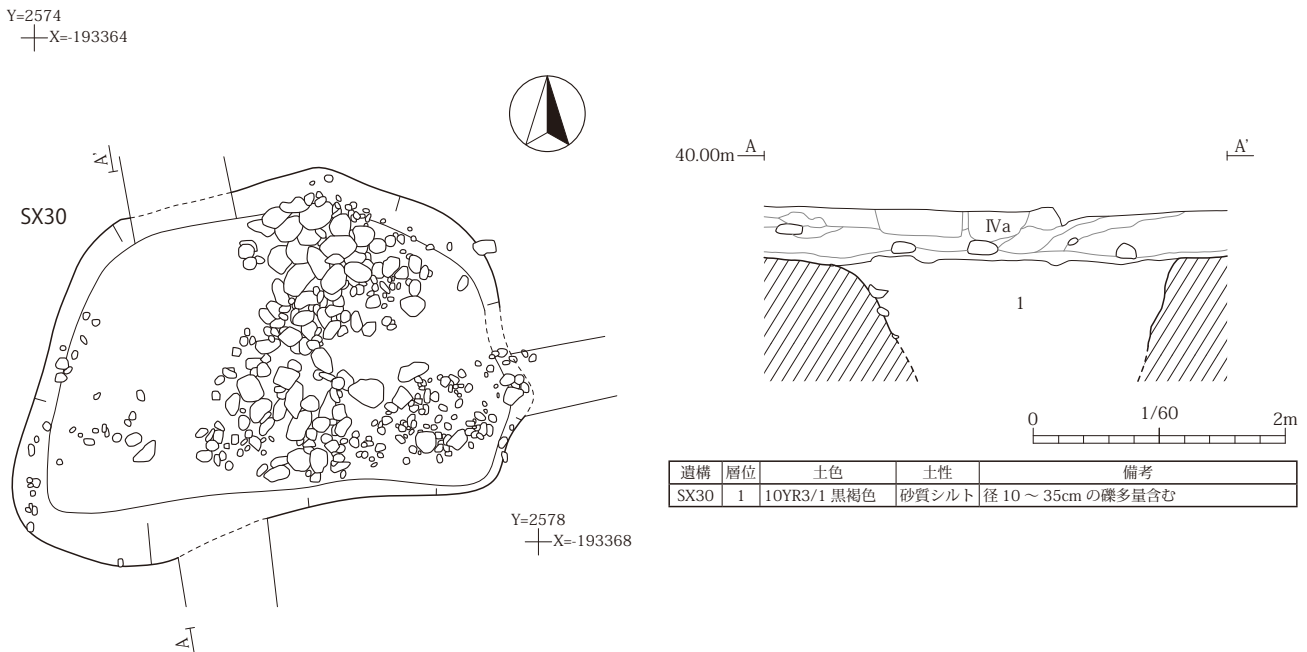 Y=2574
X=-193364
A'
SX30
Y=2578
X=-193368
A
40.00m
A
A'
Ⅳa
1
0 1/60 2m
遺構 層位 土色 土性 備考
SX30 1 10YR3/1 黒褐色 砂質シルト 径 10 ～ 35cm の礫多量含む